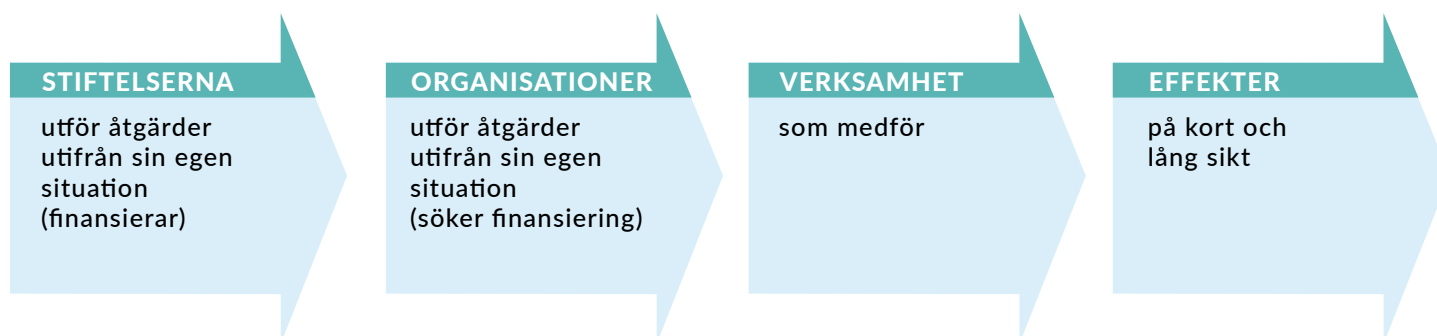 STIFTELSERNA
utför åtgärder
utifrån sin egen
situation
(finansierar)
ORGANISATIONER
utför åtgärder
utifrån sin egen
situation
(söker finansiering)
VERKSAMHET
som medför
EFFEKTER
på kort och
lång sikt